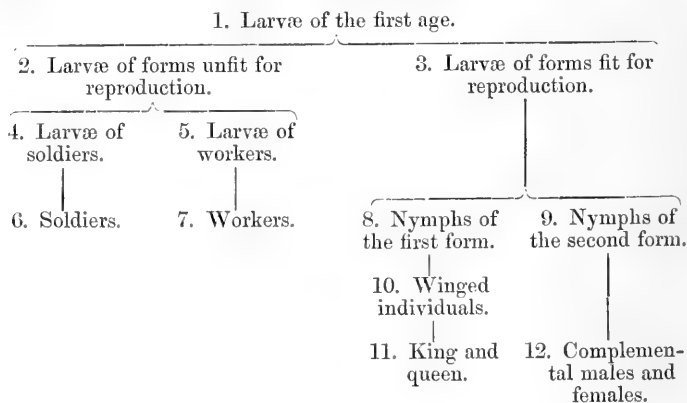 1. Larvæ of the first age.
2. Larvæ of forms unfit for
reproduction.
3. Larvæ of forms fit for
reproduction.
4. Larvæ of
soldiers.
5. Larvæ of
workers.
6. Soldiers.
7. Workers.
8. Nymphs of
the first form.
9. Nymphs of
the second form.
10. Winged
individuals.
11. King and
queen.
12. Complemen-
tal males and
females.